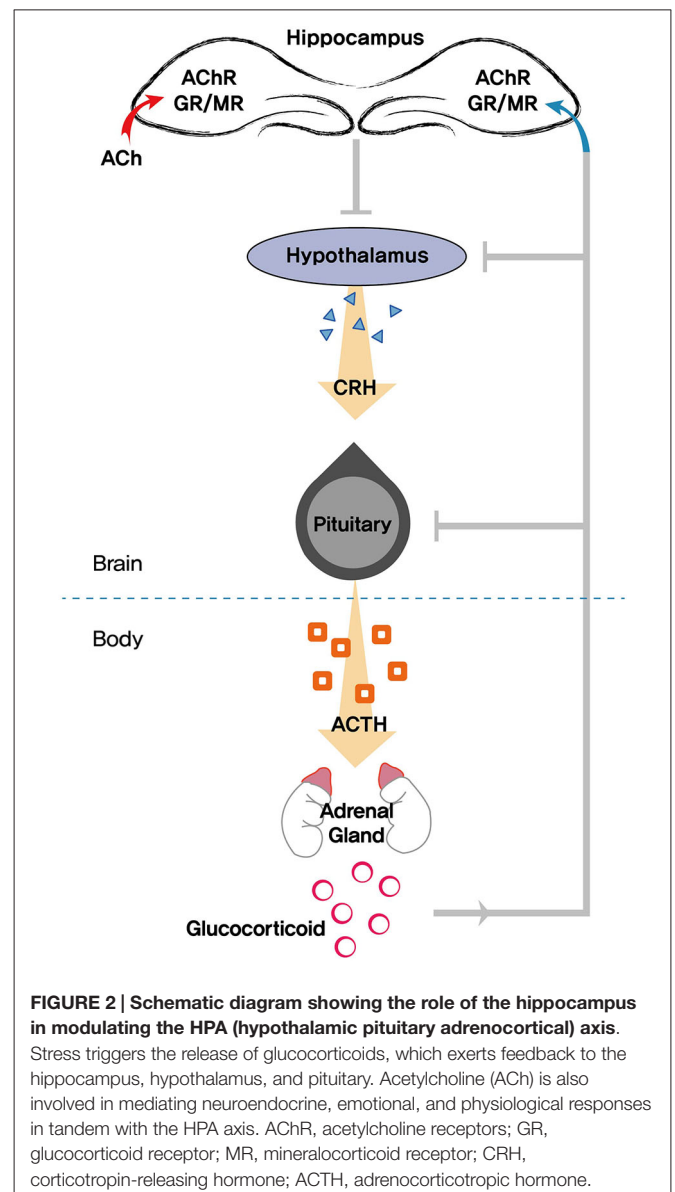 Hippocampus
AChR
GR/MR
AChR
GR/MR
ACh
Hypothalamus
CRH
Pituitary
Brain
Body
ACTH
Adrenal
Gland
Glucocorticoid
FIGURE 2 | Schematic diagram showing the role of the hippocampus
in modulating the HPA (hypothalamic pituitary adrenocortical) axis.
Stress triggers the release of glucocorticoids, which exerts feedback to the
hippocampus, hypothalamus, and pituitary. Acetylcholine (ACh) is also
involved in mediating neuroendocrine, emotional, and physiological responses
in tandem with the HPA axis. AChR, acetylcholine receptors; GR,
glucocorticoid receptor; MR, mineralocorticoid receptor; CRH,
corticotropin-releasing hormone; ACTH, adrenocorticotropic hormone.